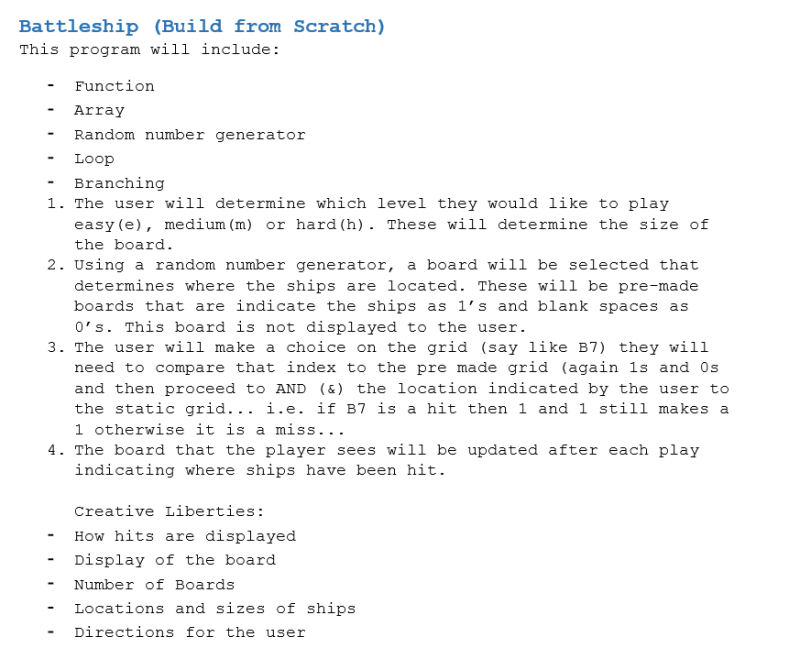 Battleship (Build from Scratch)
This program will include:
- Function
- Array
- Random number generator
- Loop
- Branching
1. The user will determine which level they would like to play
easy(e), medium(m) or hard(h). These will determine the size of
the board.
2. Using a random number generator, a board will be selected that
determines where the ships are located. These will be pre-made
boards that are indicate the ships as 1’s and blank spaces as
0’s. This board is not displayed to the user.
3. The user will make a choice on the grid (say like B7) they will
need to compare that index to the pre made grid (again 1s and 0s
and then proceed to AND (&) the location indicated by the user to
the static grid... i.e. if B7 is a hit then 1 and 1 still makes a
1 otherwise it is a miss...
4. The board that the player sees will be updated after each play
indicating where ships have been hit.
Creative Liberties:
- How hits are displayed
- Display of the board
- Number of Boards
- Locations and sizes of ships
- Directions for the user